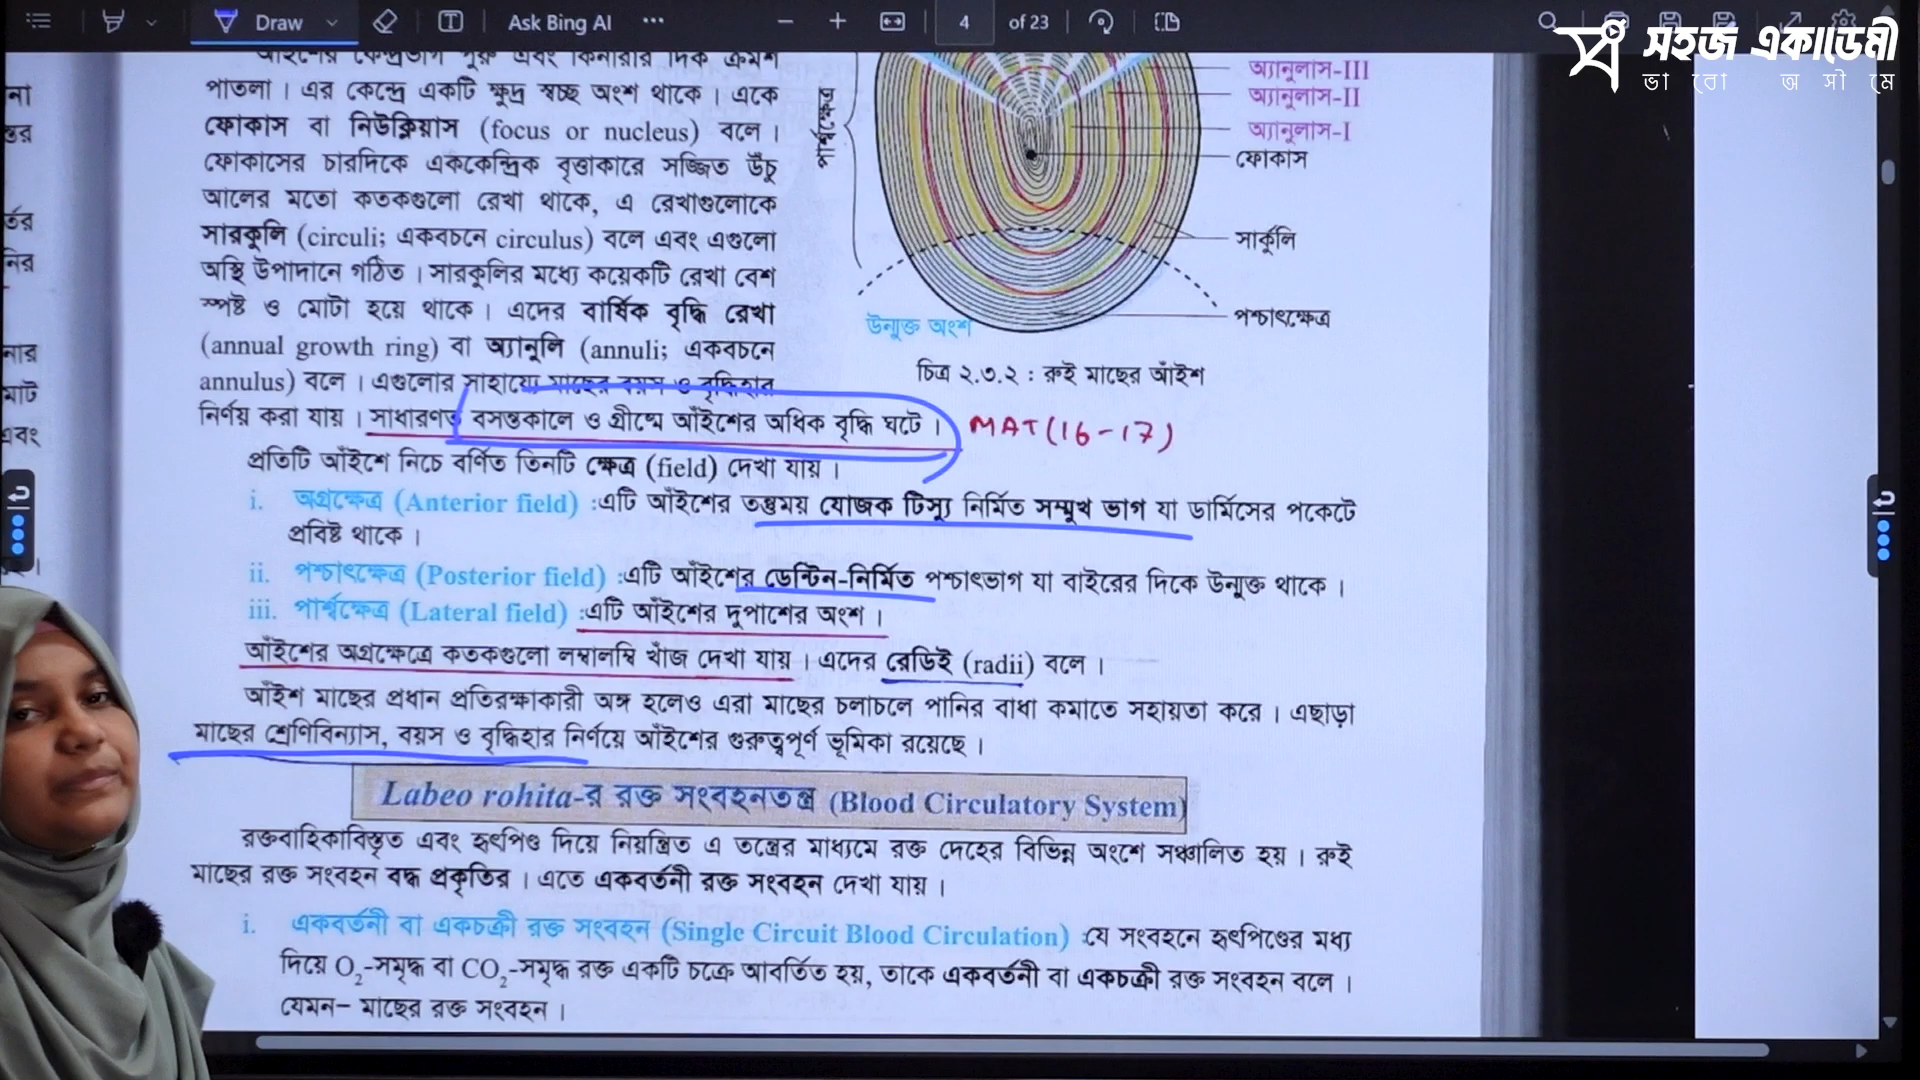 Draw
Ask Bing AI
4 of 23
সহজ একাডেমী
ভাবো অসীমে
আঁইশের কেন্দ্রভাগ পুরু এবং কিনারার দিক ক্রমশ
পাতলা । এর কেন্দ্রে একটি ক্ষুদ্র স্বচ্ছ অংশ থাকে । একে
ফোকাস বা নিউক্লিয়াস (focus or nucleus) বলে ।
ফোকাসের চারদিকে এককেন্দ্রিক বৃত্তাকারে সজ্জিত উঁচু
আলের মতো কতকগুলো রেখা থাকে, এ রেখাগুলোকে
সারকুলি (circuli; একবচনে circulus) বলে এবং এগুলো
অস্থি উপাদানে গঠিত । সারকুলির মধ্যে কয়েকটি রেখা বেশ
স্পষ্ট ও মোটা হয়ে থাকে । এদের বার্ষিক বৃদ্ধি রেখা
(annual growth ring) বা অ্যানুলি (annuli; একবচনে
annulus) বলে । এগুলোর সাহায্যে মাছের বয়স ও বৃদ্ধিহার
নির্ণয় করা যায় । সাধারণত বসন্তকালে ও গ্রীষ্মে আঁইশের অধিক বৃদ্ধি ঘটে ।
MAT(16-17)
পার্শ্বক্ষেত্র
অ্যানুলাস-III
অ্যানুলাস-II
অ্যানুলাস-I
ফোকাস
সার্কুলি
পশ্চাৎক্ষেত্র
উন্মুক্ত অংশ
চিত্র ২.৩.২ : রুই মাছের আঁইশ
প্রতিটি আঁইশে নিচে বর্ণিত তিনটি ক্ষেত্র (field) দেখা যায় ।
i. অগ্রক্ষেত্র (Anterior field) :এটি আঁইশের তন্তুময় যোজক টিস্যু নির্মিত সম্মুখ ভাগ যা ডার্মিসের পকেটে
প্রবিষ্ট থাকে ।
ii. পশ্চাৎক্ষেত্র (Posterior field) :এটি আঁইশের ডেন্টিন-নির্মিত পশ্চাৎভাগ যা বাইরের দিকে উন্মুক্ত থাকে ।
iii. পার্শ্বক্ষেত্র (Lateral field) :এটি আঁইশের দুপাশের অংশ ।
আঁইশের অগ্রক্ষেত্রে কতকগুলো লম্বালম্বি খাঁজ দেখা যায় । এদের রেডিই (radii) বলে ।
আঁইশ মাছের প্রধান প্রতিরক্ষাকারী অঙ্গ হলেও এরা মাছের চলাচলে পানির বাধা কমাতে সহায়তা করে । এছাড়া
মাছের শ্রেণিবিন্যাস, বয়স ও বৃদ্ধিহার নির্ণয়ে আঁইশের গুরুত্বপূর্ণ ভূমিকা রয়েছে ।
Labeo rohita-র রক্ত সংবহনতন্ত্র (Blood Circulatory System)
রক্তবাহিকাবিস্তৃত এবং হৃৎপিণ্ড দিয়ে নিয়ন্ত্রিত এ তন্ত্রের মাধ্যমে রক্ত দেহের বিভিন্ন অংশে সঞ্চালিত হয় । রুই
মাছের রক্ত সংবহন বদ্ধ প্রকৃতির । এতে একবর্তনী রক্ত সংবহন দেখা যায় ।
i. একবর্তনী বা একচক্রী রক্ত সংবহন (Single Circuit Blood Circulation) :যে সংবহনে হৃৎপিণ্ডের মধ্য
দিয়ে O₂-সমৃদ্ধ বা CO₂-সমৃদ্ধ রক্ত একটি চক্রে আবর্তিত হয়, তাকে একবর্তনী বা একচক্রী রক্ত সংবহন বলে ।
যেমন– মাছের রক্ত সংবহন ।